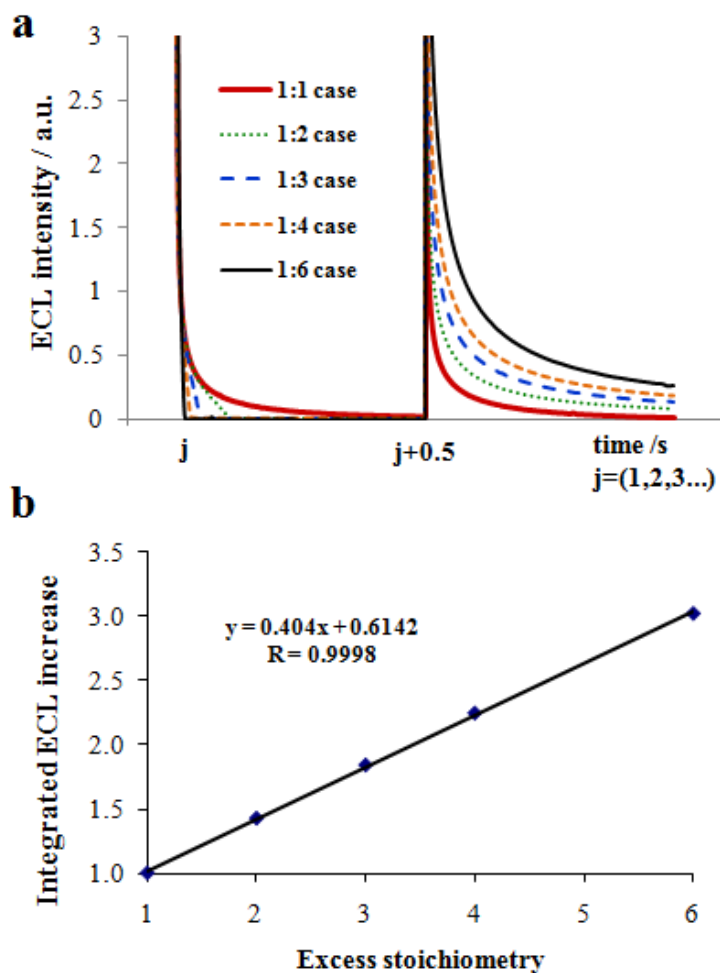 a
ECL intensity / a.u.
3
2.5
2
1.5
1
0.5
0
1:1 case
1:2 case
1:3 case
1:4 case
1:6 case
j
j+0.5
time /s
j=(1,2,3...)
b
Integrated ECL increase
3.5
3.0
2.5
2.0
1.5
1.0
y = 0.404x + 0.6142
R = 0.9998
1
2
3
4
5
6
Excess stoichiometry